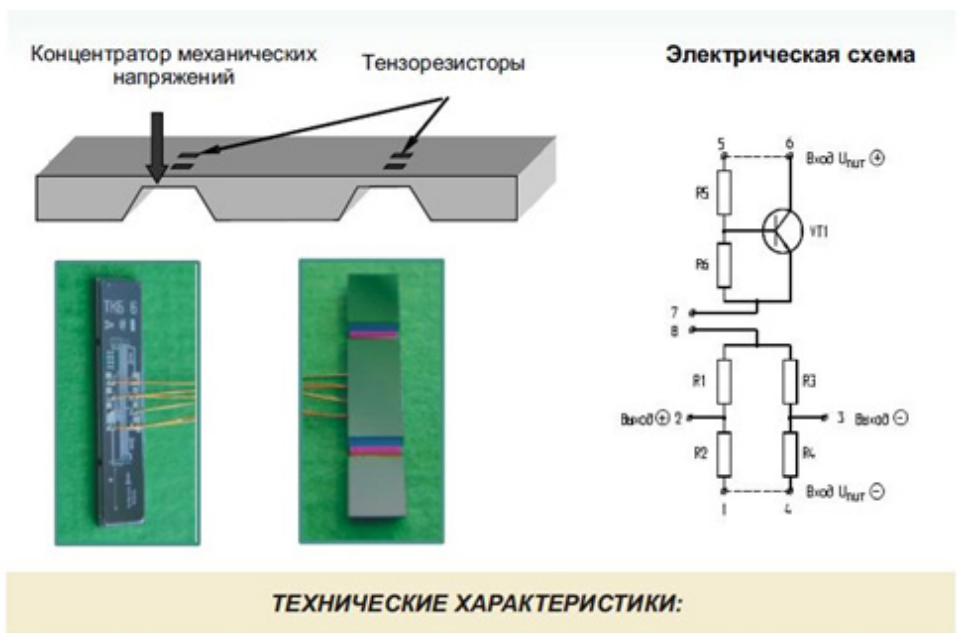 Концентратор механических
напряжений
Тензорезисторы
Электрическая схема
5
6
Вход Uпит ⊕
R5
VT1
R6
7
8
R1
R3
Выход ⊕ 2
3 Выход ⊖
R2
R4
Вход Uпит ⊖
1
4
ТЕХНИЧЕСКИЕ ХАРАКТЕРИСТИКИ: